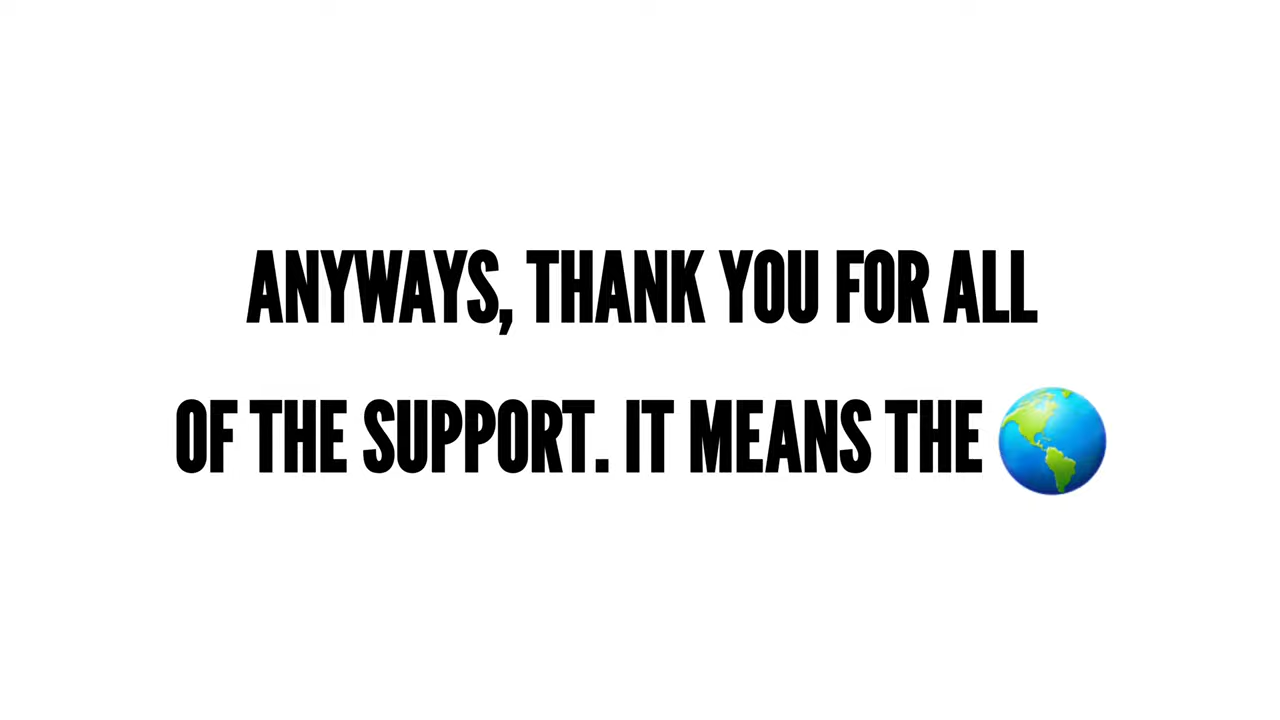 ANYWAYS, THANK YOU FOR ALL
OF THE SUPPORT. IT MEANS THE 🌎